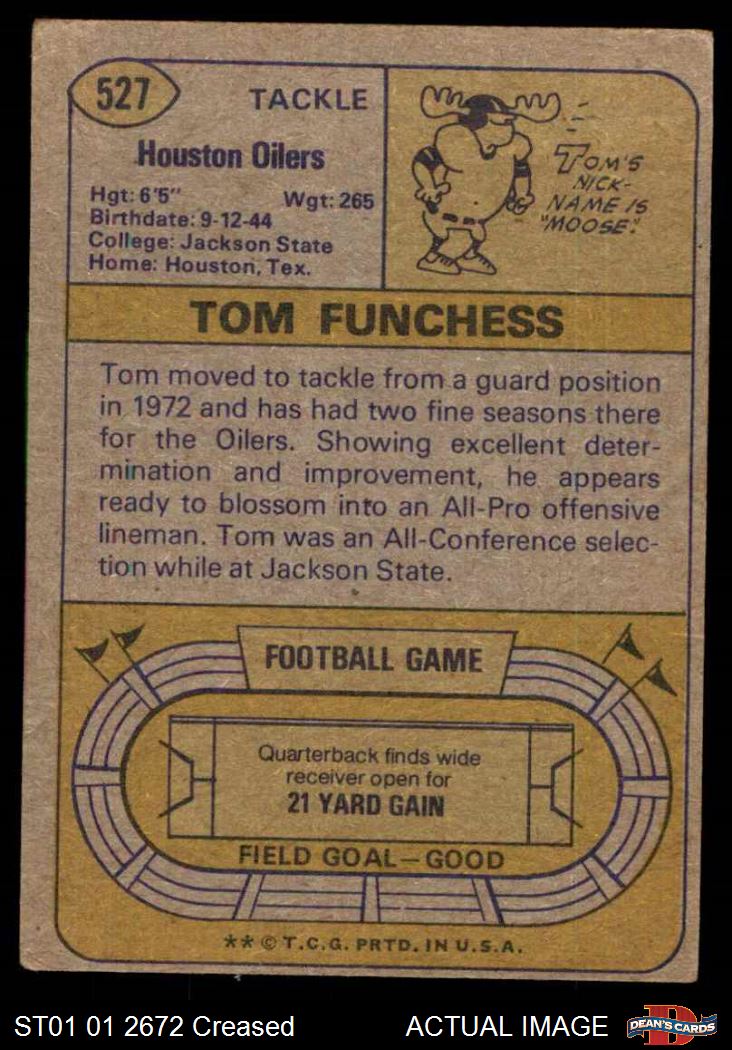 527
TACKLE
Houston Oilers
Hgt: 6'5"
Wgt: 265
Birthdate: 9-12-44
College: Jackson State
Home: Houston, Tex.
TOM'S
NICK-
NAME IS
"MOOSE."
TOM FUNCHESS
Tom moved to tackle from a guard position
in 1972 and has had two fine seasons there
for the Oilers. Showing excellent deter-
mination and improvement, he appears
ready to blossom into an All-Pro offensive
lineman. Tom was an All-Conference selec-
tion while at Jackson State.
FOOTBALL GAME
Quarterback finds wide
receiver open for
21 YARD GAIN
FIELD GOAL—GOOD
** © T.C.G. PRTD. IN U.S.A.
ST01 01 2672 Creased
ACTUAL IMAGE
D
DEAN'S CARDS